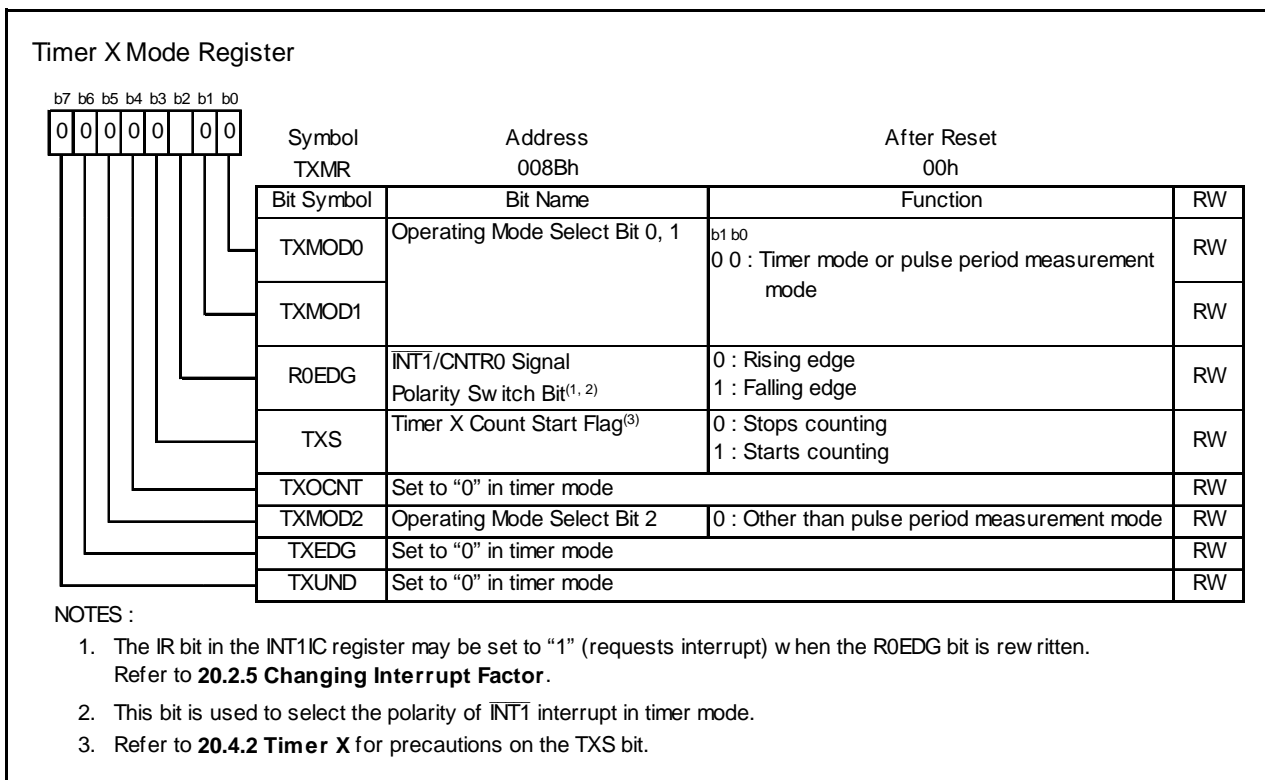 Timer X Mode Register
b7 b6 b5 b4 b3 b2 b1 b0
0 0 0 0 0 0 0
Symbol Address After Reset
TXMR 008Bh 00h
Bit Symbol Bit Name Function RW
TXMOD0 Operating Mode Select Bit 0, 1 b1 b0
0 0 : Timer mode or pulse period measurement
mode RW
TXMOD1 RW
R0EDG INT1/CNTR0 Signal
Polarity Switch Bit(1, 2) 0 : Rising edge
1 : Falling edge RW
TXS Timer X Count Start Flag(3) 0 : Stops counting
1 : Starts counting RW
TXOCNT Set to “0” in timer mode RW
TXMOD2 Operating Mode Select Bit 2 0 : Other than pulse period measurement mode RW
TXEDG Set to “0” in timer mode RW
TXUND Set to “0” in timer mode RW
NOTES :
1. The IR bit in the INT1IC register may be set to “1” (requests interrupt) when the R0EDG bit is rewritten.
Refer to 20.2.5 Changing Interrupt Factor.
2. This bit is used to select the polarity of INT1 interrupt in timer mode.
3. Refer to 20.4.2 Timer X for precautions on the TXS bit.